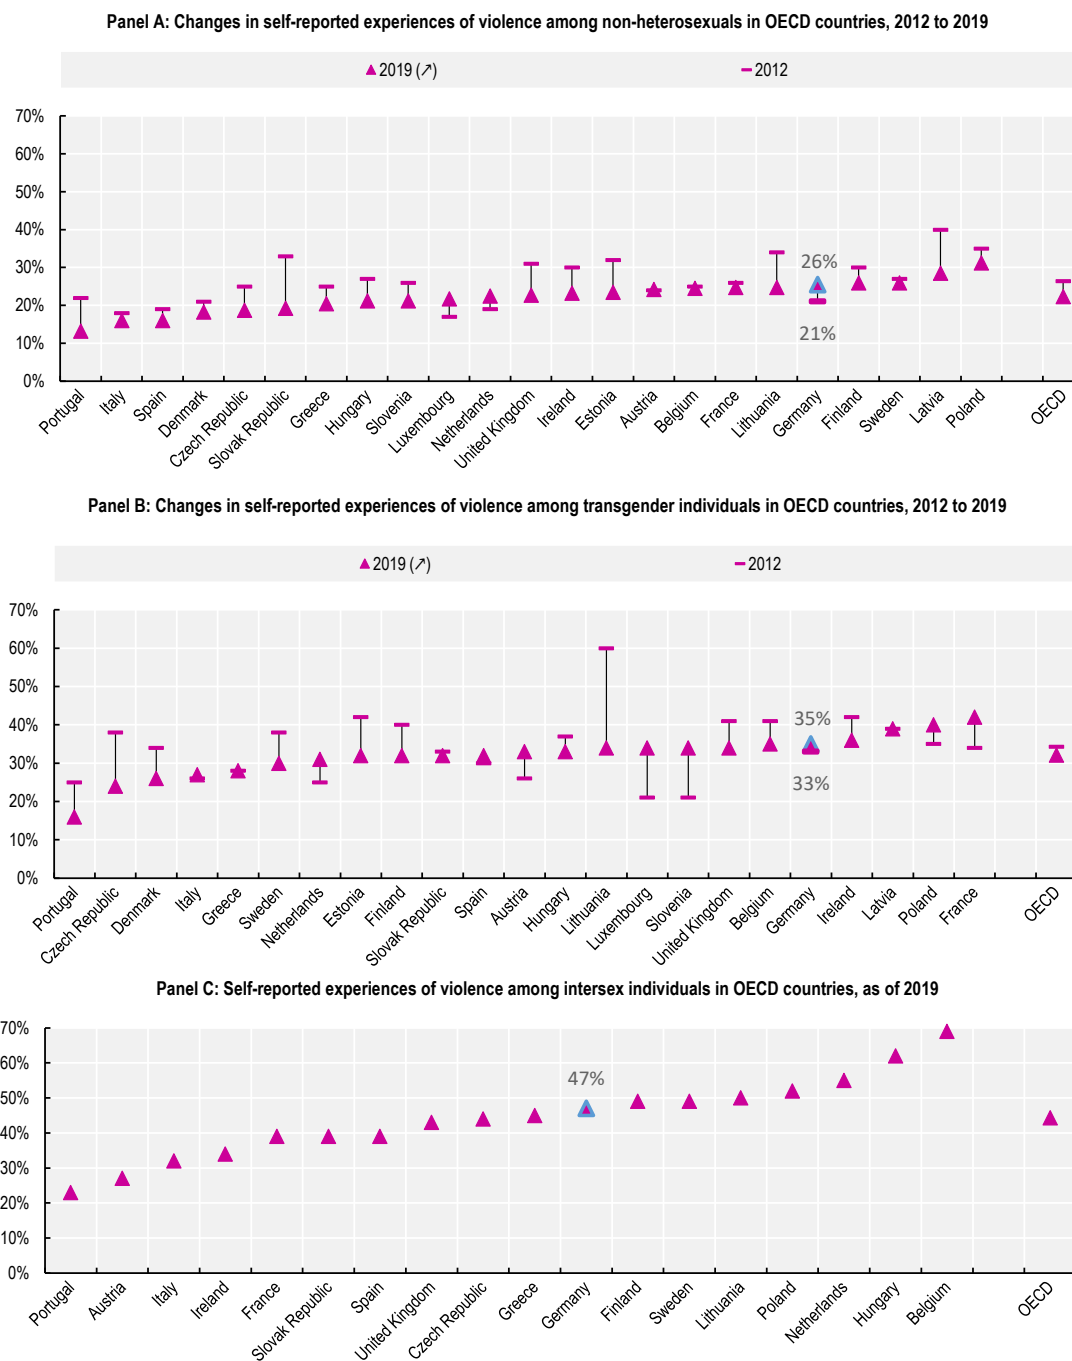 Panel A: Changes in self-reported experiences of violence among non-heterosexuals in OECD countries, 2012 to 2019
2019 (↗) 2012
70%
60%
50%
40%
30%
20%
10%
0%
26%
21%
Portugal
Italy
Spain
Denmark
Czech Republic
Slovak Republic
Greece
Hungary
Slovenia
Luxembourg
Netherlands
United Kingdom
Ireland
Estonia
Austria
Belgium
France
Lithuania
Germany
Finland
Sweden
Latvia
Poland
OECD
Panel B: Changes in self-reported experiences of violence among transgender individuals in OECD countries, 2012 to 2019
2019 (↗) 2012
70%
60%
50%
40%
30%
20%
10%
0%
35%
33%
Portugal
Czech Republic
Denmark
Italy
Greece
Sweden
Netherlands
Estonia
Finland
Slovak Republic
Spain
Austria
Hungary
Lithuania
Luxembourg
Slovenia
United Kingdom
Belgium
Germany
Ireland
Latvia
Poland
France
OECD
Panel C: Self-reported experiences of violence among intersex individuals in OECD countries, as of 2019
70%
60%
50%
40%
30%
20%
10%
0%
47%
Portugal
Austria
Italy
Ireland
France
Slovak Republic
Spain
United Kingdom
Czech Republic
Greece
Germany
Finland
Sweden
Lithuania
Poland
Netherlands
Hungary
Belgium
OECD